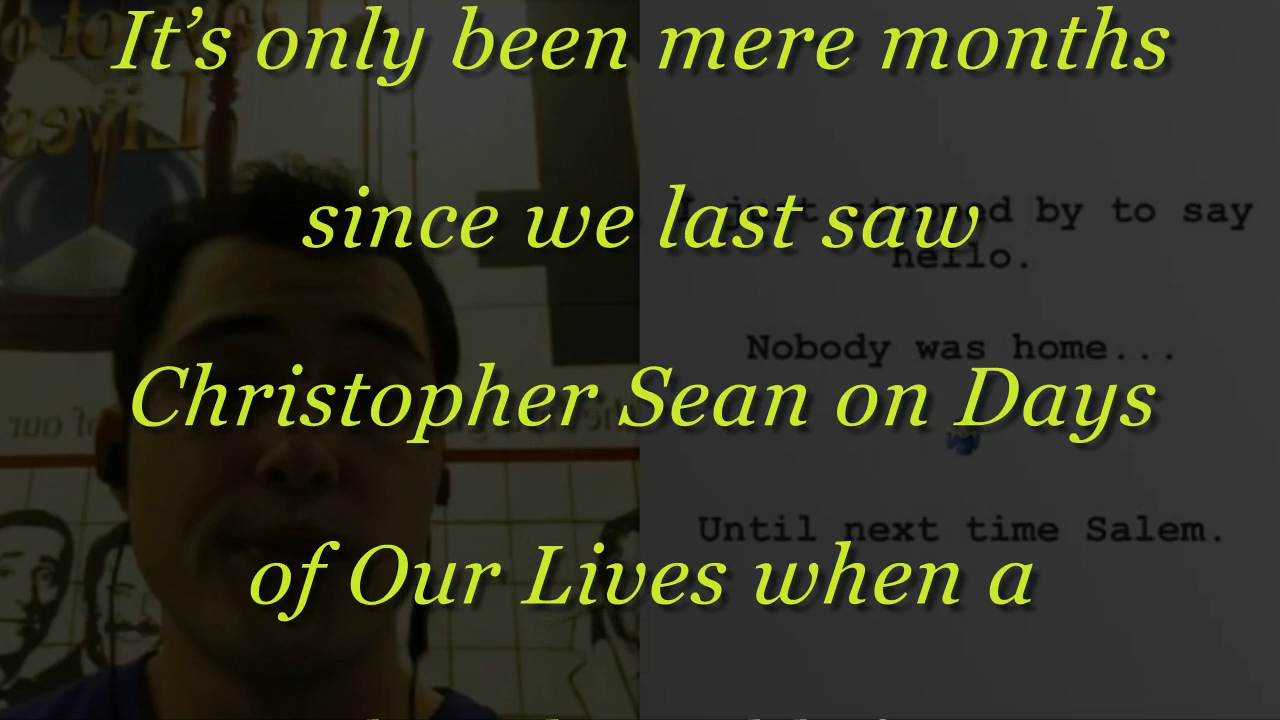 It's only been mere months
since we last saw
Christopher Sean on Days
of Our Lives when a
by to say
hello.
Nobody was home...
Until next time Salem.